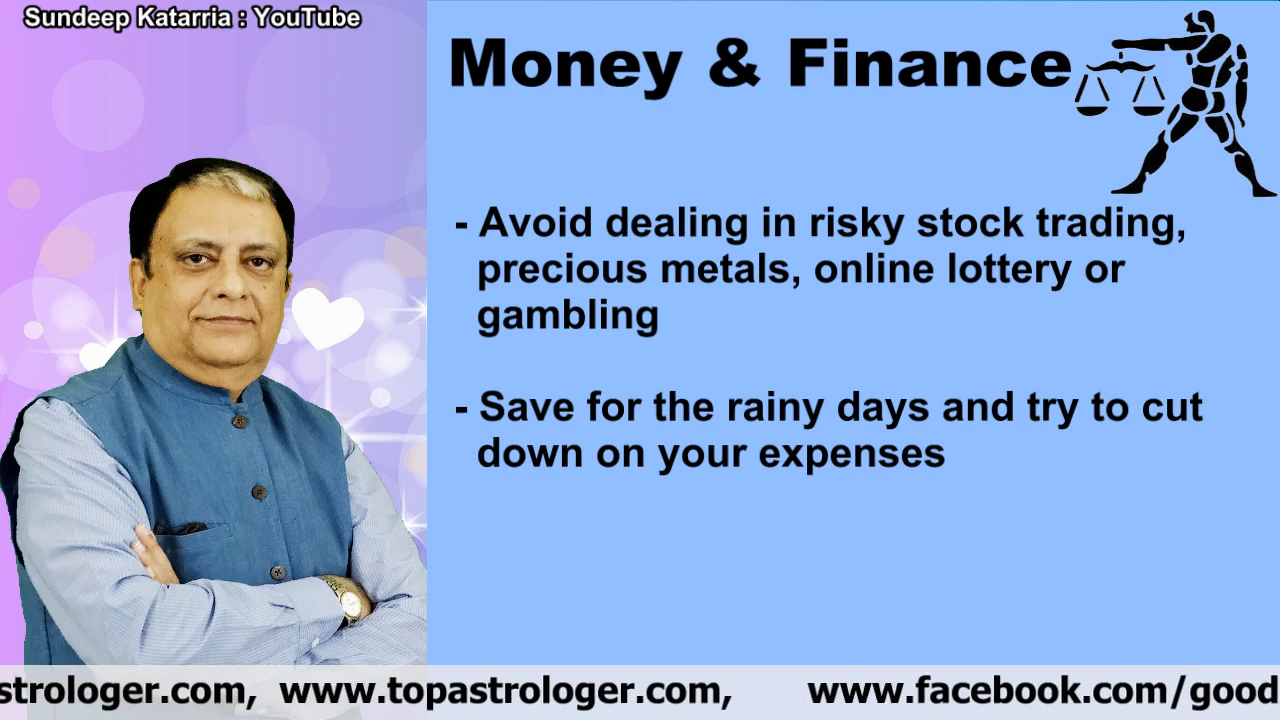 Sundeep Katarria : YouTube
Money & Finance
- Avoid dealing in risky stock trading,
precious metals, online lottery or
gambling
- Save for the rainy days and try to cut
down on your expenses
strologer.com, www.topastrologer.com, www.facebook.com/good